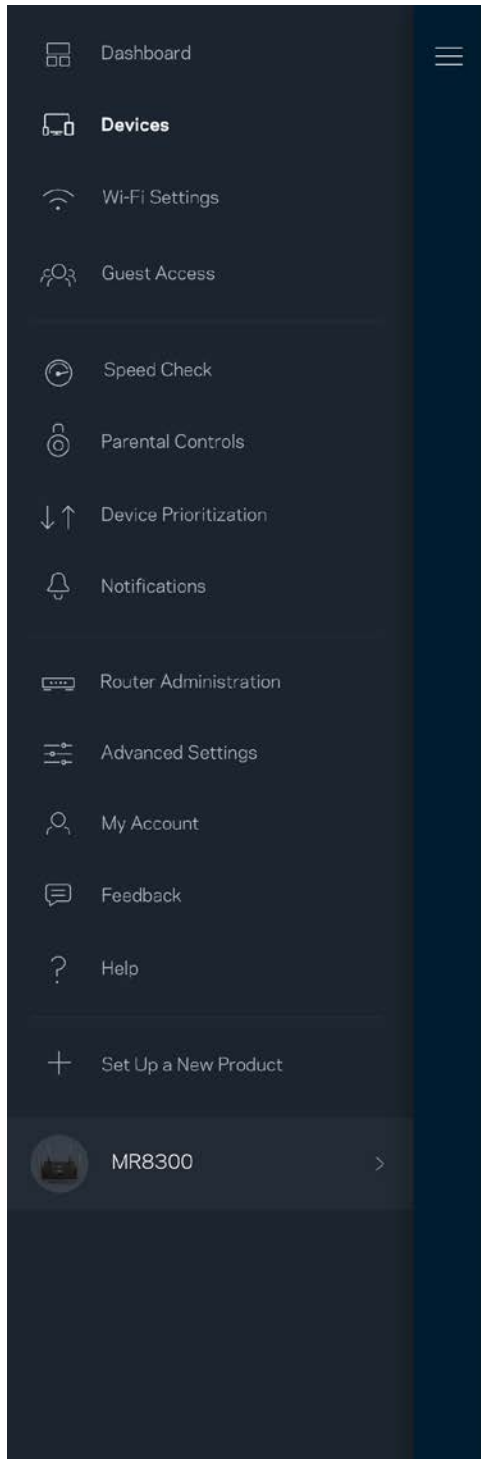 Dashboard
Devices
Wi-Fi Settings
Guest Access
Speed Check
Parental Controls
Device Prioritization
Notifications
Router Administration
Advanced Settings
My Account
Feedback
Help
Set Up a New Product
MR8300